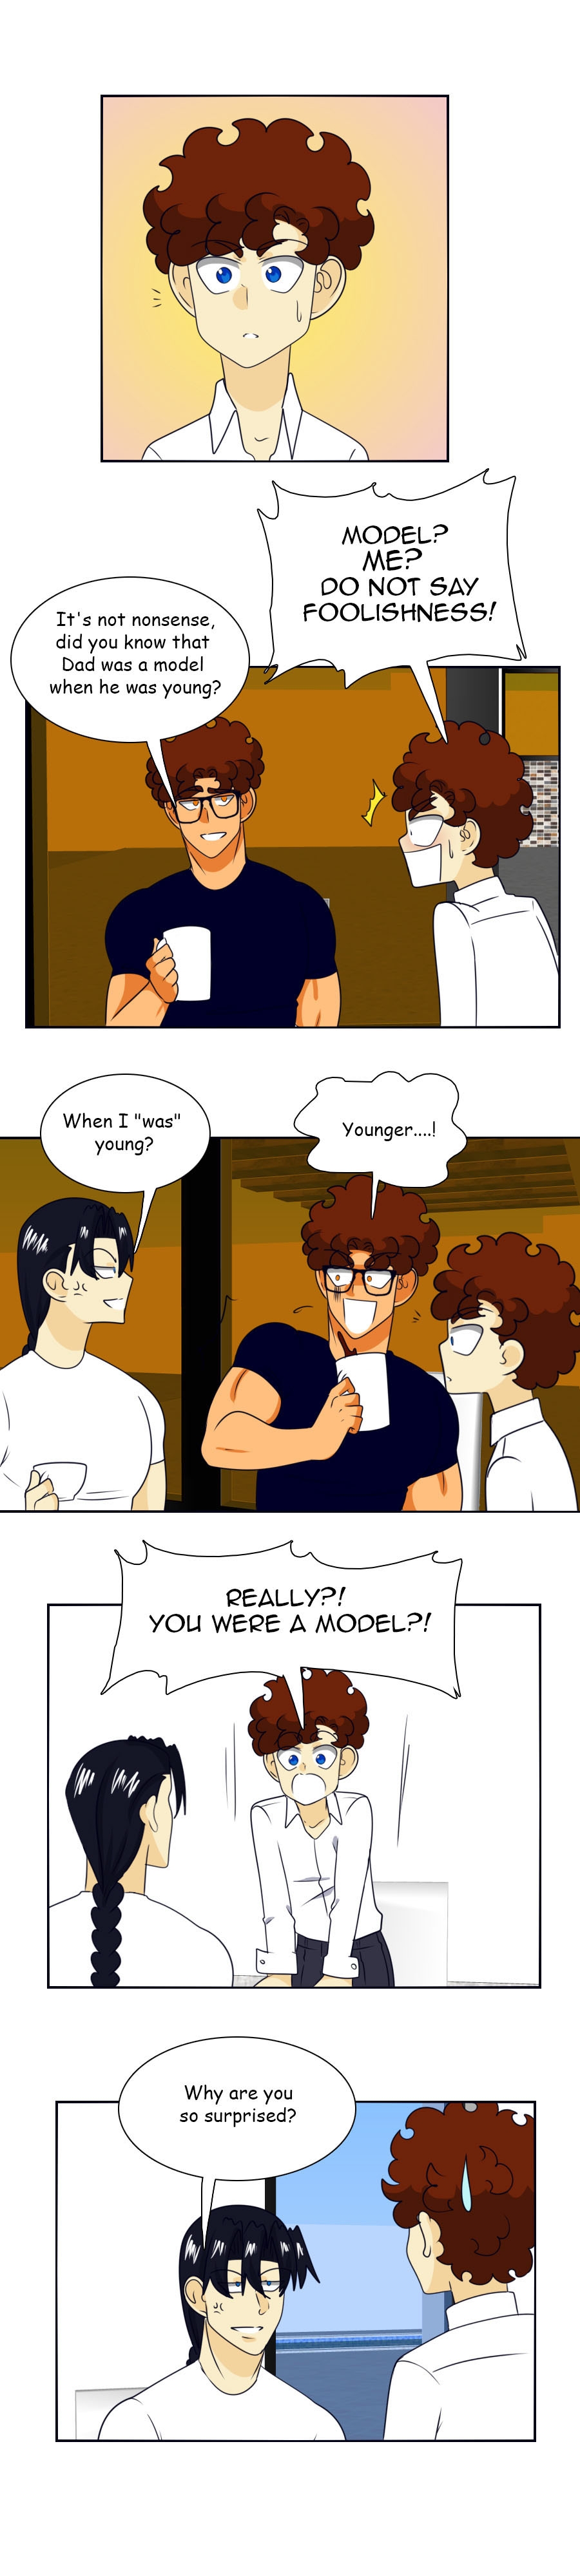 MODEL?
ME?
DO NOT SAY
FOOLISHNESS!
It's not nonsense,
did you know that
Dad was a model
when he was young?
When I "was"
young?
Younger....!
REALLY?!
YOU WERE A MODEL?!
Why are you
so surprised?